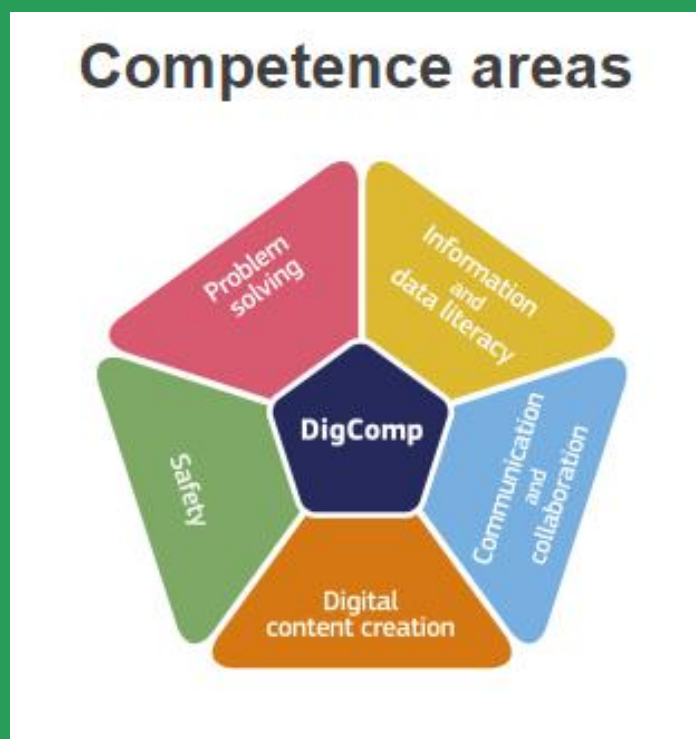 Competence areas
Problem
solving
Information
and
data literacy
DigComp
Safety
Communication
and
collaboration
Digital
content creation